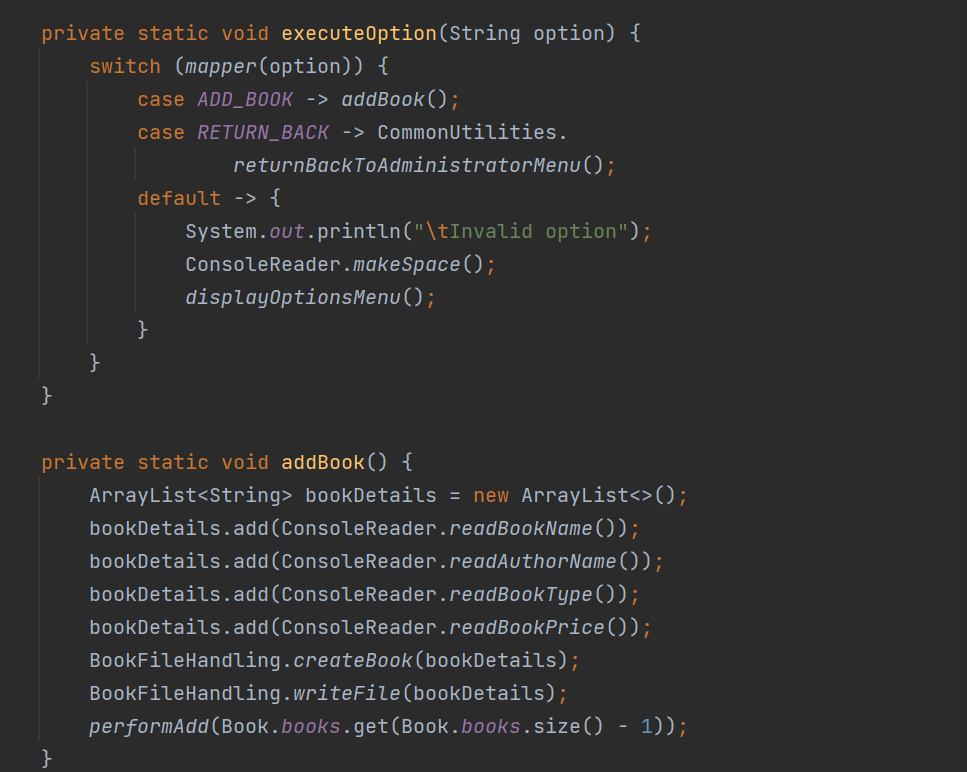 private static void executeOption(String option) {
    switch (mapper(option)) {
        case ADD_BOOK -> addBook();
        case RETURN_BACK -> CommonUtilities.
                returnBackToAdministratorMenu();
        default -> {
            System.out.println("\tInvalid option");
            ConsoleReader.makeSpace();
            displayOptionsMenu();
        }
    }
}

private static void addBook() {
    ArrayList<String> bookDetails = new ArrayList<>();
    bookDetails.add(ConsoleReader.readBookName());
    bookDetails.add(ConsoleReader.readAuthorName());
    bookDetails.add(ConsoleReader.readBookType());
    bookDetails.add(ConsoleReader.readBookPrice());
    BookFileHandling.createBook(bookDetails);
    BookFileHandling.writeFile(bookDetails);
    performAdd(Book.books.get(Book.books.size() - 1));
}